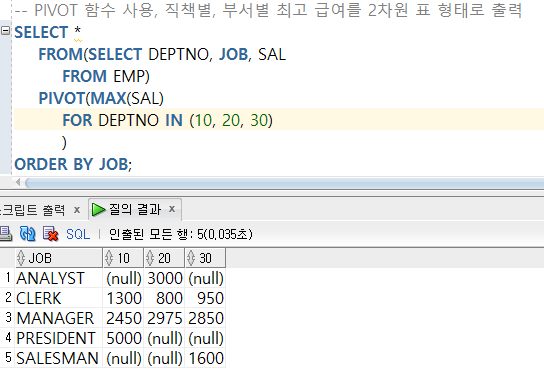 -- PIVOT 함수 사용, 직책별, 부서별 최고 급여를 2차원 표 형태로 출력
SELECT *
FROM(SELECT DEPTNO, JOB, SAL
FROM EMP)
PIVOT(MAX(SAL)
FOR DEPTNO IN (10, 20, 30)
)
ORDER BY JOB;
스크립트 출력 x 질의 결과 x
SQL | 인출된 모든 행: 5(0,035초)
JOB 10 20 30
1 ANALYST (null) 3000 (null)
2 CLERK 1300 800 950
3 MANAGER 2450 2975 2850
4 PRESIDENT 5000 (null) (null)
5 SALESMAN (null) (null) 1600